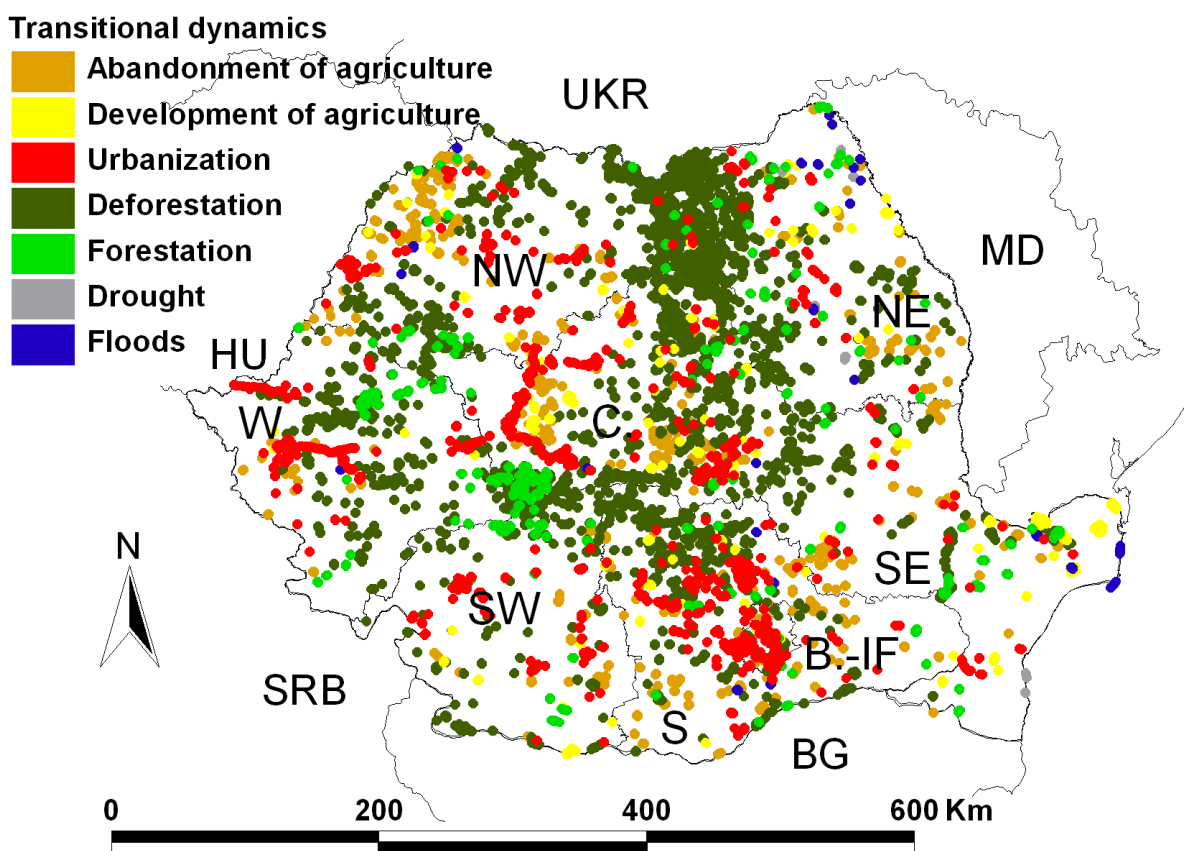 Transitional dynamics
Abandonment of agriculture
Development of agriculture
Urbanization
Deforestation
Forestation
Drought
Floods
UKR
MD
NW
NE
HU
W
C.
N
SE
SW
B.-IF
SRB
S
BG
0 200 400 600 Km